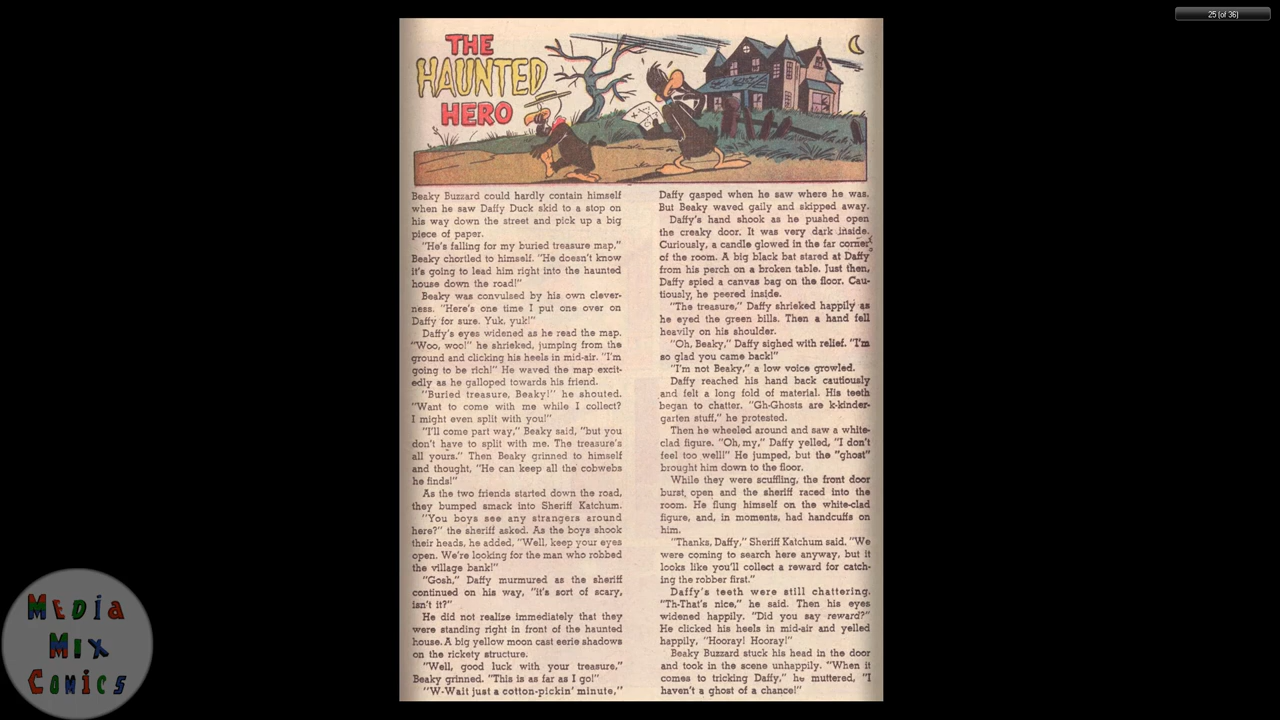 25 (of 36)
THE
HAUNTED
HERO
Beaky Buzzard could hardly contain himself
when he saw Daffy Duck skid to a stop on
his way down the street and pick up a big
piece of paper.
"He's falling for my buried treasure map,"
Beaky chortled to himself. "He doesn't know
it's going to lead him right into the haunted
house down the road!"
Beaky was convulsed by his own clever-
ness. "Here's one time I put one over on
Daffy for sure. Yuk, yuk!"
Daffy's eyes widened as he read the map.
"Woo, woo!" he shrieked, jumping from the
ground and clicking his heels in mid-air. "I'm
going to be rich!" He waved the map excit-
edly as he galloped towards his friend.
"Buried treasure, Beaky!" he shouted.
"Want to come with me while I collect?
I might even split with you!"
"I'll come part way," Beaky said, "but you
don't have to split with me. The treasure's
all yours." Then Beaky grinned to himself
and thought, "He can keep all the cobwebs
he finds!"
As the two friends started down the road,
they bumped smack into Sheriff Katchum.
"You boys see any strangers around
here?" the sheriff asked. As the boys shook
their heads, he added, "Well, keep your eyes
open. We're looking for the man who robbed
the village bank!"
"Gosh," Daffy murmured as the sheriff
continued on his way, "it's sort of scary,
isn't it?"
He did not realize immediately that they
were standing right in front of the haunted
house. A big yellow moon cast eerie shadows
on the rickety structure.
"Well, good luck with your treasure,"
Beaky grinned. "This is as far as I go!"
"W-Wait just a cotton-pickin' minute,"
Daffy gasped when he saw where he was.
But Beaky waved gaily and skipped away.
Daffy's hand shook as he pushed open
the creaky door. It was very dark inside.
Curiously, a candle glowed in the far corner
of the room. A big black bat stared at Daffy
from his perch on a broken table. Just then,
Daffy spied a canvas bag on the floor. Cau-
tiously, he peered inside.
"The treasure," Daffy shrieked happily as
he eyed the green bills. Then a hand fell
heavily on his shoulder.
"Oh, Beaky," Daffy sighed with relief. "I'm
so glad you came back!"
"I'm not Beaky," a low voice growled.
Daffy reached his hand back cautiously
and felt a long fold of material. His teeth
began to chatter. "Gh-Ghosts are k-kinder-
garten stuff," he protested.
Then he wheeled around and saw a white-
clad figure. "Oh, my," Daffy yelled, "I don't
feel too well!" He jumped, but the "ghost"
brought him down to the floor.
While they were scuffling, the front door
burst open and the sheriff raced into the
room. He flung himself on the white-clad
figure, and, in moments, had handcuffs on
him.
"Thanks, Daffy," Sheriff Katchum said. "We
were coming to search here anyway, but it
looks like you'll collect a reward for catch-
ing the robber first."
Daffy's teeth were still chattering.
"Th-That's nice," he said. Then his eyes
widened happily. "Did you say reward?"
He clicked his heels in mid-air and yelled
happily, "Hooray! Hooray!"
Beaky Buzzard stuck his head in the door
and took in the scene unhappily. "When it
comes to tricking Daffy," he muttered, "I
haven't a ghost of a chance!"
MEDIA
MIX
COMICS